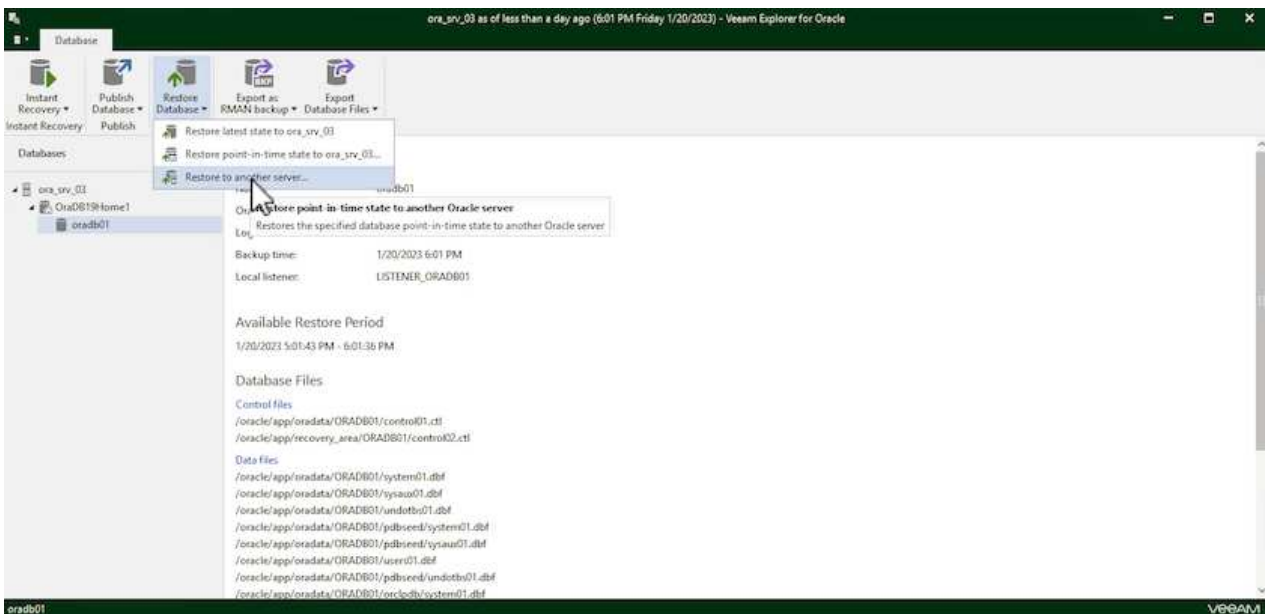 ora_srv_03 as of less than a day ago (6:01 PM Friday 1/20/2023) - Veeam Explorer for Oracle
Database
Instant Recovery
Publish Database
Restore Database
Export as RMAN backup
Export Database Files
Instant Recovery
Publish
Restore latest state to ora_srv_03
Restore point-in-time state to ora_srv_03...
Restore to another server...
Databases
ora_srv_03
OraDB19Home1
oradb01
oradb01
Restore point-in-time state to another Oracle server
Restores the specified database point-in-time state to another Oracle server
Backup time: 1/20/2023 6:01 PM
Local listener: LISTENER_ORADB01
Available Restore Period
1/20/2023 5:01:43 PM - 6:01:36 PM
Database Files
Control files
/oracle/app/oradata/ORADB01/control01.ctl
/oracle/app/recovery_area/ORADB01/control02.ctl
Data files
/oracle/app/oradata/ORADB01/system01.dbf
/oracle/app/oradata/ORADB01/sysaux01.dbf
/oracle/app/oradata/ORADB01/undotbs01.dbf
/oracle/app/oradata/ORADB01/pdbseed/system01.dbf
/oracle/app/oradata/ORADB01/pdbseed/sysaux01.dbf
/oracle/app/oradata/ORADB01/users01.dbf
/oracle/app/oradata/ORADB01/pdbseed/undotbs01.dbf
/oracle/app/oradata/ORADB01/orclpdb/system01.dbf
oradb01
VEEAM